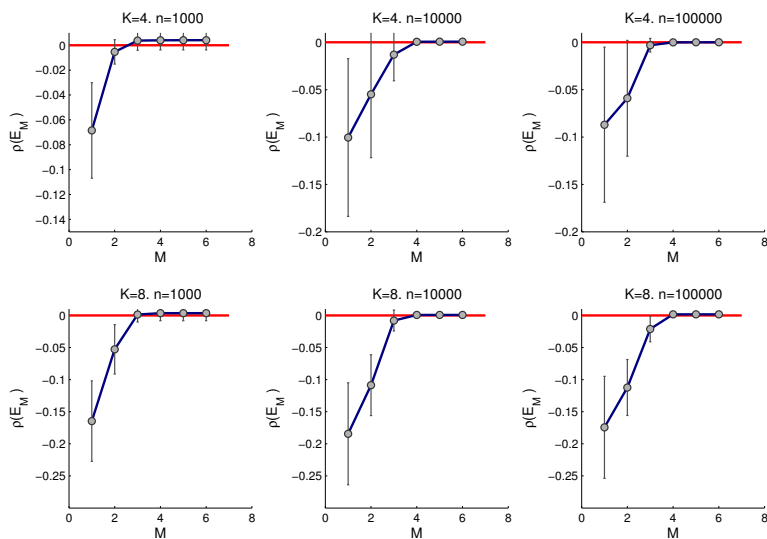 K=4. n=1000
0
−0.02
−0.04
−0.06
−0.08
−0.1
−0.12
−0.14
ρ(E_M)
0 2 4 6 8
M
K=4. n=10000
0
−0.05
−0.1
−0.15
−0.2
ρ(E_M)
0 2 4 6 8
M
K=4. n=100000
0
−0.05
−0.1
−0.15
−0.2
ρ(E_M)
0 2 4 6 8
M
K=8. n=1000
0
−0.05
−0.1
−0.15
−0.2
−0.25
ρ(E_M)
0 2 4 6 8
M
K=8. n=10000
0
−0.05
−0.1
−0.15
−0.2
−0.25
ρ(E_M)
0 2 4 6 8
M
K=8. n=100000
0
−0.05
−0.1
−0.15
−0.2
−0.25
ρ(E_M)
0 2 4 6 8
M